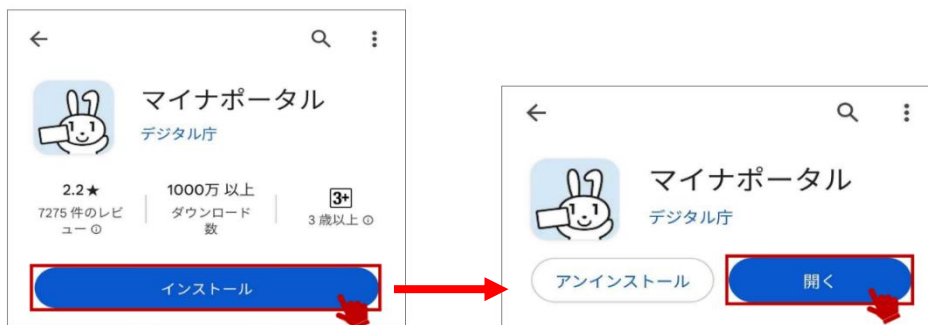 マイナポータル
デジタル庁
2.2★
7275 件のレビ
ュー
1000万 以上
ダウンロード
数
3+
3 歳以上
インストール
マイナポータル
デジタル庁
アンインストール
開く